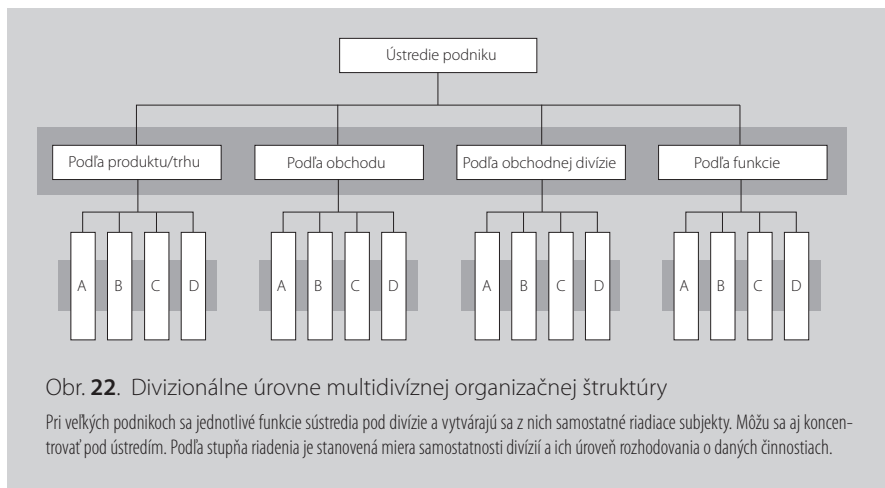 Ústredie podniku
Podľa produktu/trhu
Podľa obchodu
Podľa obchodnej divízie
Podľa funkcie
A B C D
A B C D
A B C D
A B C D
Obr. 22. Divizionálne úrovne multidivíznej organizačnej štruktúry
Pri veľkých podnikoch sa jednotlivé funkcie sústredia pod divízie a vytvárajú sa z nich samostatné riadiace subjekty. Môžu sa aj koncen-
trovať pod ústredím. Podľa stupňa riadenia je stanovená miera samostatnosti divízií a ich úroveň rozhodovania o daných činnostiach.